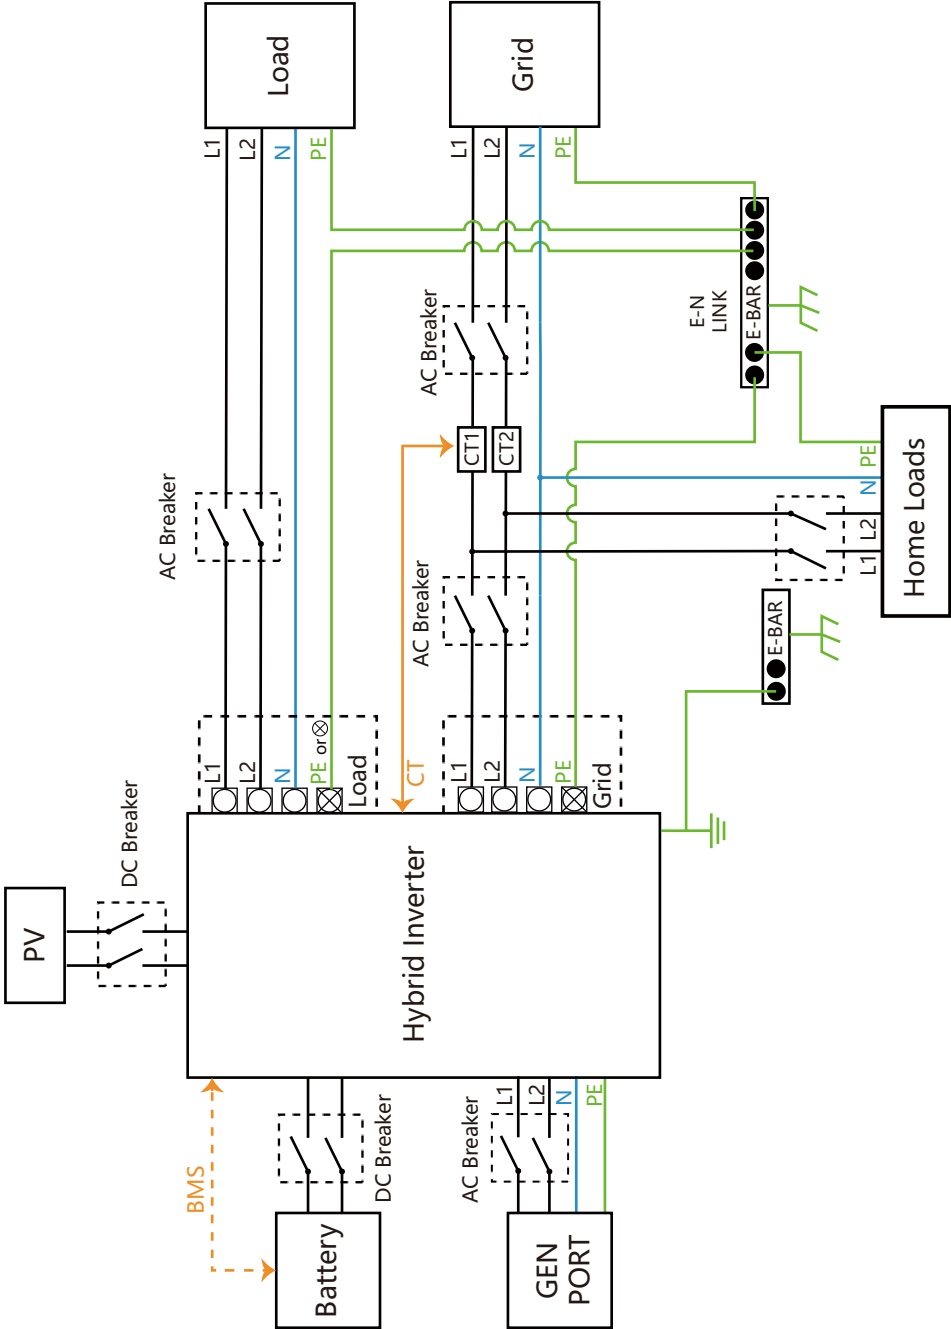 Load
L1
L2
N
PE
Grid
L1
L2
N
PE
AC Breaker
E-N
LINK
E-BAR
CT1
CT2
AC Breaker
PE
N
L2
L1
Home Loads
AC Breaker
E-BAR
L1
L2
N
PE or
Load
CT
L1
L2
N
PE
Grid
DC Breaker
PV
Hybrid Inverter
BMS
DC Breaker
Battery
AC Breaker
L1
L2
N
PE
GEN
PORT